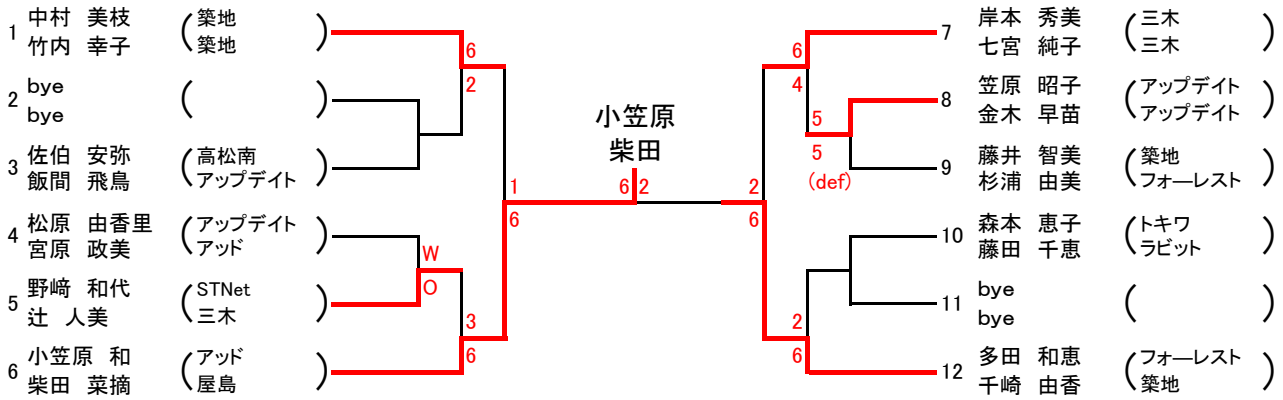 1 中村 美枝 (築地)
竹内 幸子 (築地)
2 bye ( )
bye
3 佐伯 安弥 (高松南)
飯間 飛鳥 (アップデイト)
4 松原 由香里 (アップデイト)
宮原 政美 (アッド)
5 野﨑 和代 (STNet)
辻 人美 (三木)
6 小笠原 和 (アッド)
柴田 菜摘 (屋島)
6
2
W
O
3
6
1
6
小笠原
柴田
6 2
2
6
6
4
5
5
(def)
2
6
7 岸本 秀美 (三木)
七宮 純子 (三木)
8 笠原 昭子 (アップデイト)
金木 早苗 (アップデイト)
9 藤井 智美 (築地)
杉浦 由美 (フォーレスト)
10 森本 恵子 (トキワ)
藤田 千恵 (ラビット)
11 bye ( )
bye
12 多田 和恵 (フォーレスト)
千崎 由香 (築地)